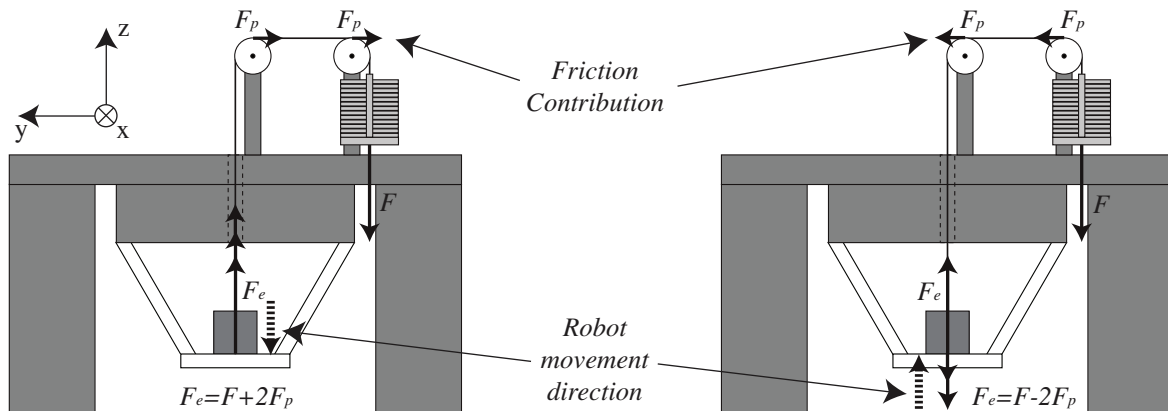 F_p F_p
F_p F_p
z
Friction
Contribution
y
x
F
F
F_e
F_e
Robot
movement
direction
F_e=F+2F_p
F_e=F-2F_p